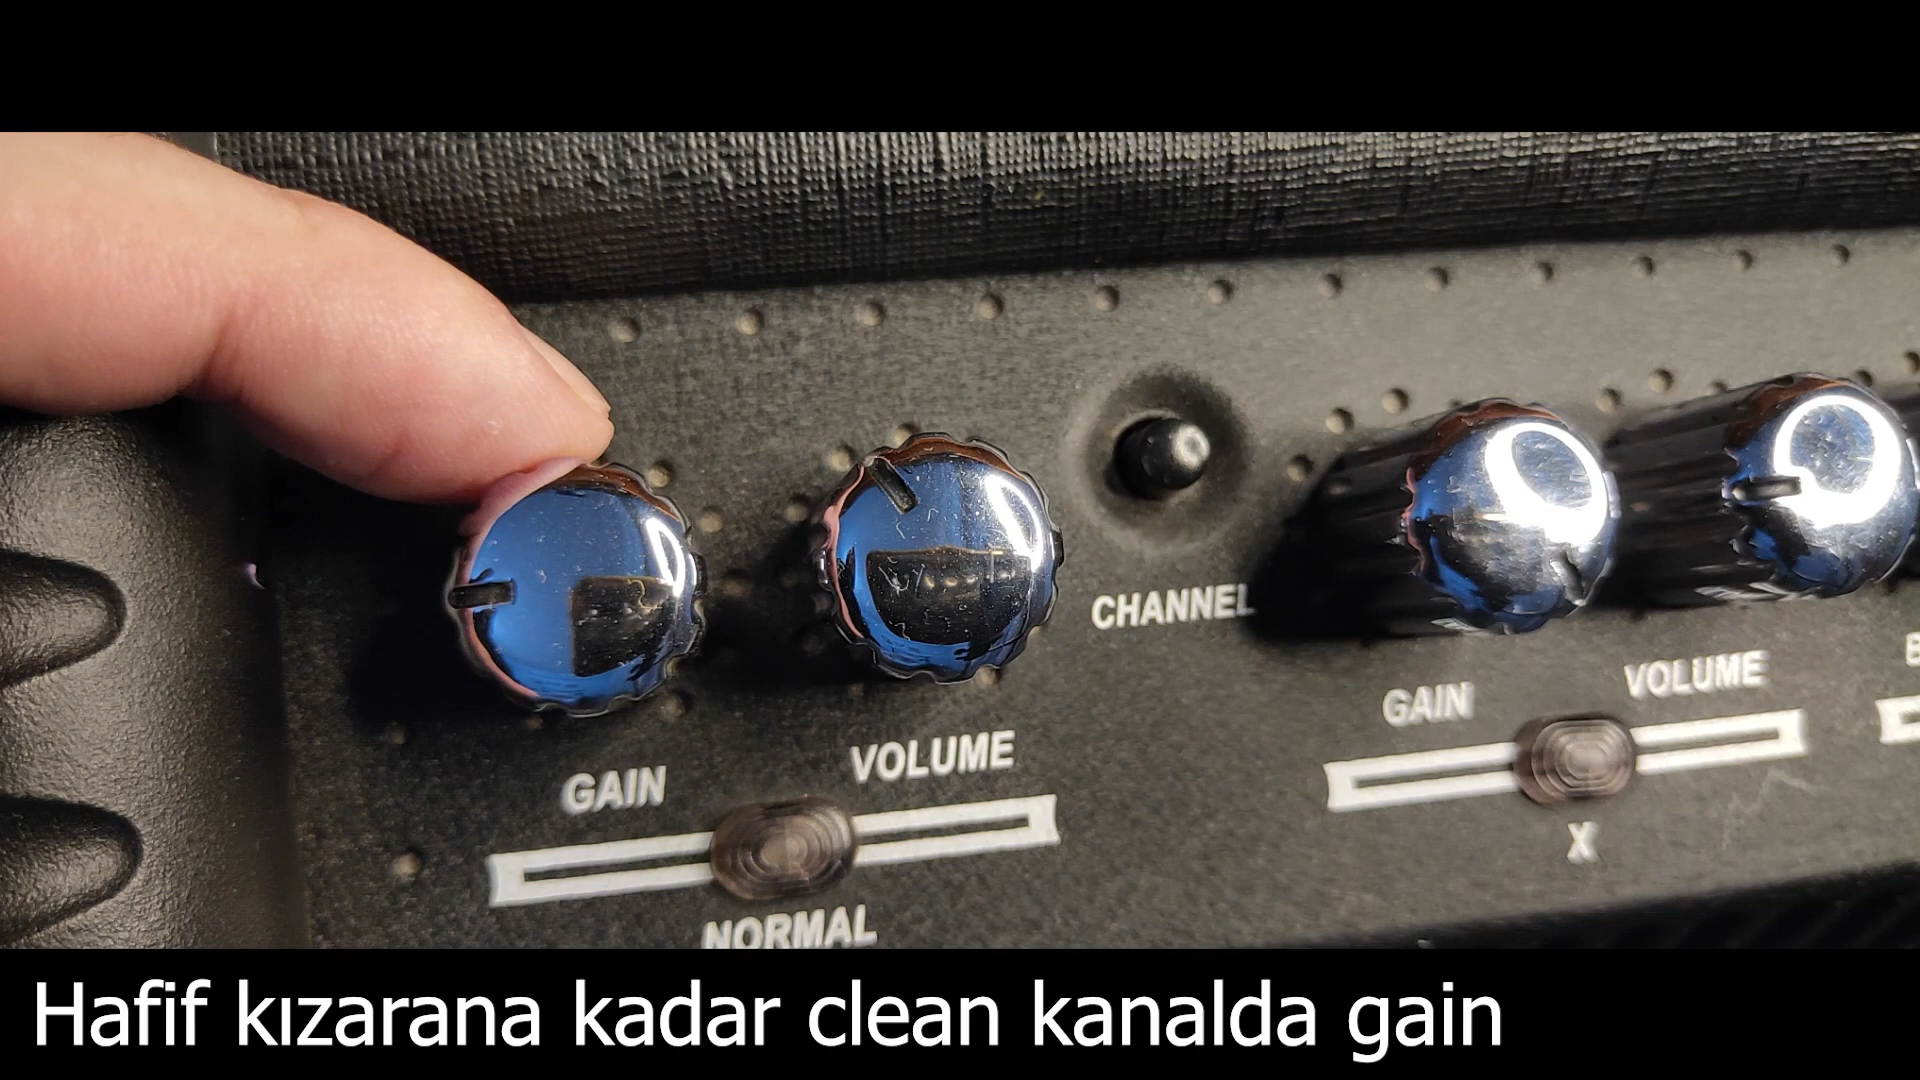 CHANNEL
GAIN VOLUME
GAIN VOLUME
X
NORMAL
Hafif kızarana kadar clean kanalda gain